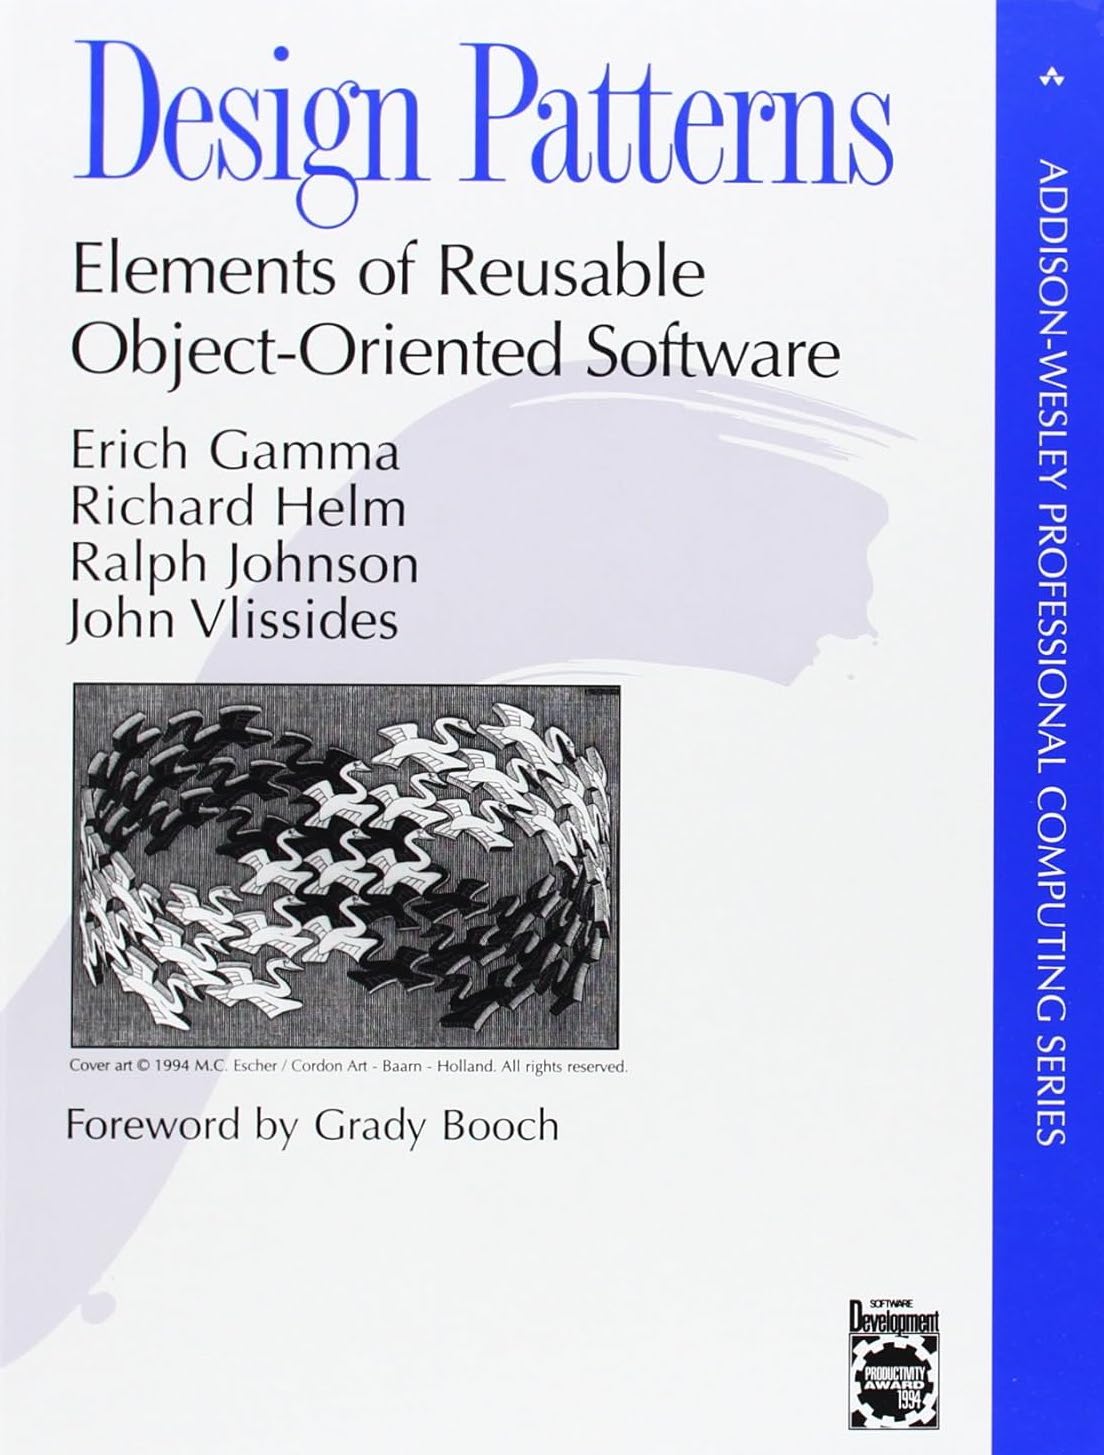 Design Patterns
Elements of Reusable
Object-Oriented Software
Erich Gamma
Richard Helm
Ralph Johnson
John Vlissides
Cover art © 1994 M.C. Escher / Cordon Art - Baarn - Holland. All rights reserved.
Foreword by Grady Booch
SOFTWARE
Development
PRODUCTIVITY
AWARD
1994
ADDISON-WESLEY PROFESSIONAL COMPUTING SERIES